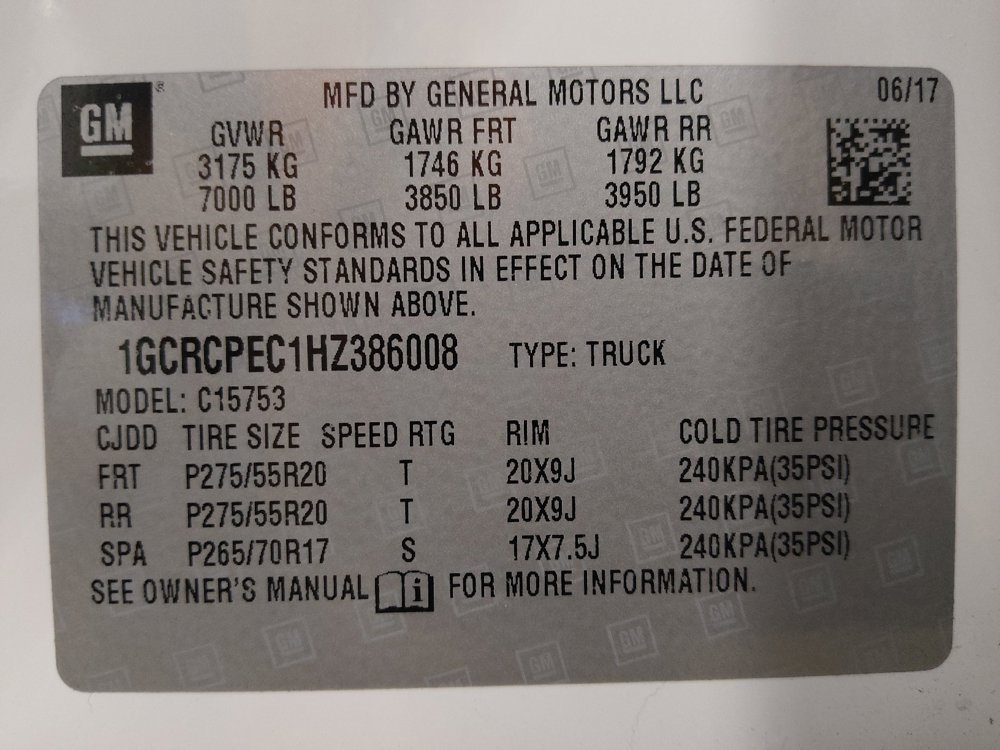 GM
MFD BY GENERAL MOTORS LLC 06/17
GVWR GAWR FRT GAWR RR
3175 KG 1746 KG 1792 KG
7000 LB 3850 LB 3950 LB
THIS VEHICLE CONFORMS TO ALL APPLICABLE U.S. FEDERAL MOTOR
VEHICLE SAFETY STANDARDS IN EFFECT ON THE DATE OF
MANUFACTURE SHOWN ABOVE.
1GCRCPEC1HZ386008 TYPE: TRUCK
MODEL: C15753
CJDD TIRE SIZE SPEED RTG RIM COLD TIRE PRESSURE
FRT P275/55R20 T 20X9J 240KPA(35PSI)
RR P275/55R20 T 20X9J 240KPA(35PSI)
SPA P265/70R17 S 17X7.5J 240KPA(35PSI)
SEE OWNER'S MANUAL i FOR MORE INFORMATION.